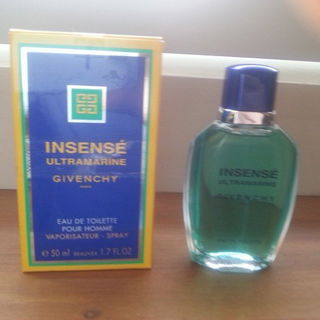 INSENSÉ
ULTRAMARINE
GIVENCHY
EAU DE TOILETTE
POUR HOMME
VAPORISATEUR - SPRAY
50 ml 1.7 FL.OZ
INSENSÉ
ULTRAMARINE
GIVENCHY